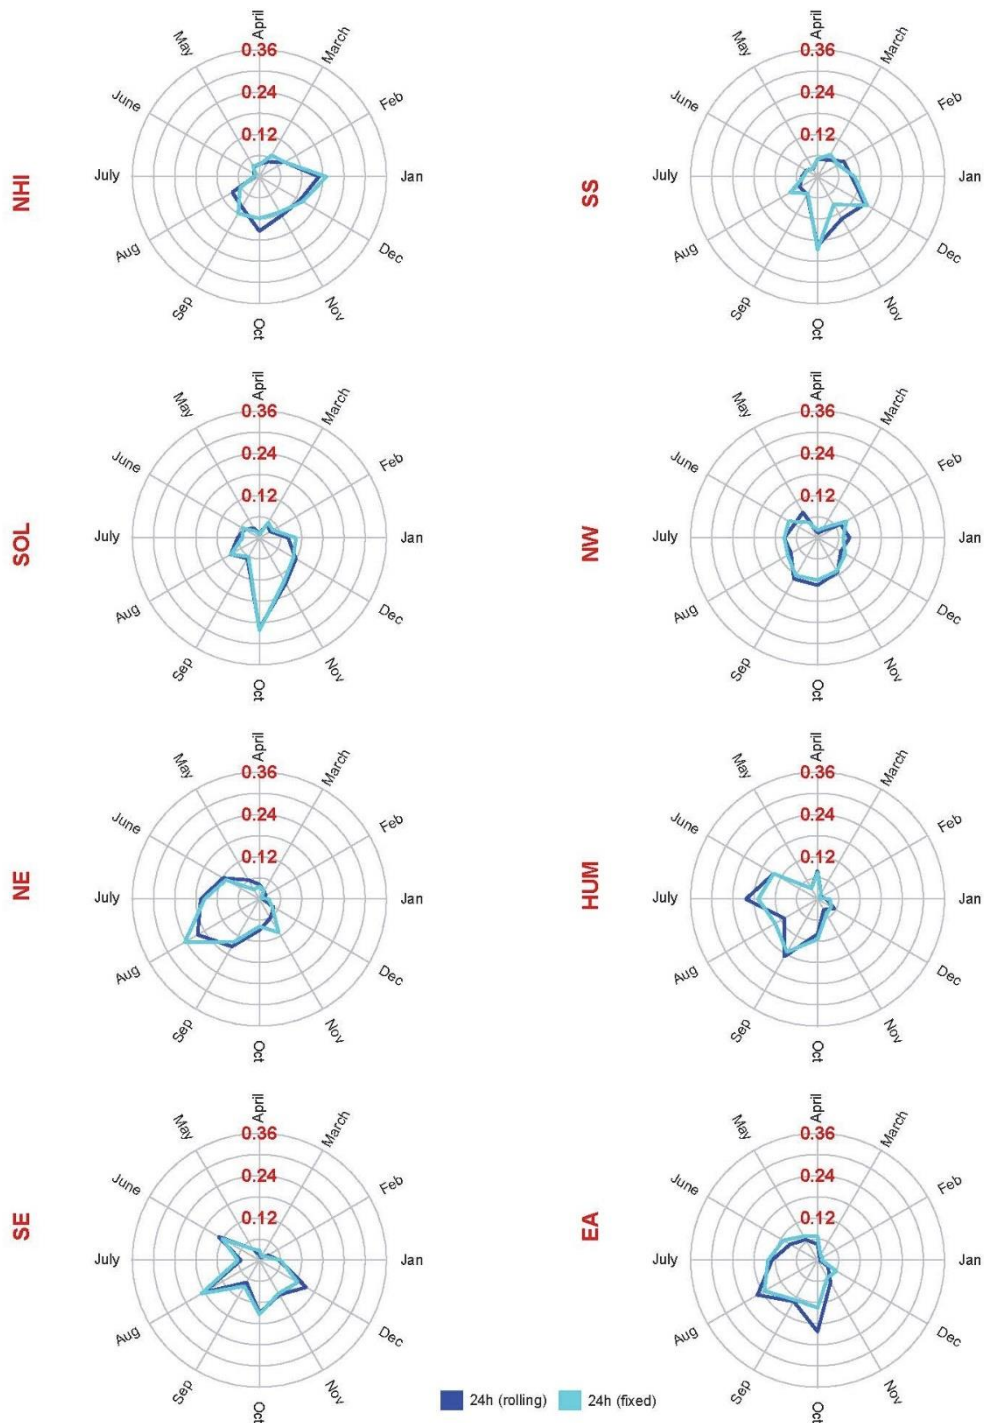 April
May
March
0.36
June
0.24
Feb
0.12
NHI
July
Jan
Aug
Dec
Sep
Nov
Oct
April
May
March
0.36
June
0.24
Feb
0.12
SS
July
Jan
Aug
Dec
Sep
Nov
Oct
April
May
March
0.36
June
0.24
Feb
0.12
SOL
July
Jan
Aug
Dec
Sep
Nov
Oct
April
May
March
0.36
June
0.24
Feb
0.12
NW
July
Jan
Aug
Dec
Sep
Nov
Oct
April
May
March
0.36
June
0.24
Feb
0.12
NE
July
Jan
Aug
Dec
Sep
Nov
Oct
April
May
March
0.36
June
0.24
Feb
0.12
HUM
July
Jan
Aug
Dec
Sep
Nov
Oct
April
May
March
0.36
June
0.24
Feb
0.12
SE
July
Jan
Aug
Dec
Sep
Nov
Oct
April
May
March
0.36
June
0.24
Feb
0.12
EA
July
Jan
Aug
Dec
Sep
Nov
Oct
24h (rolling) 24h (fixed)